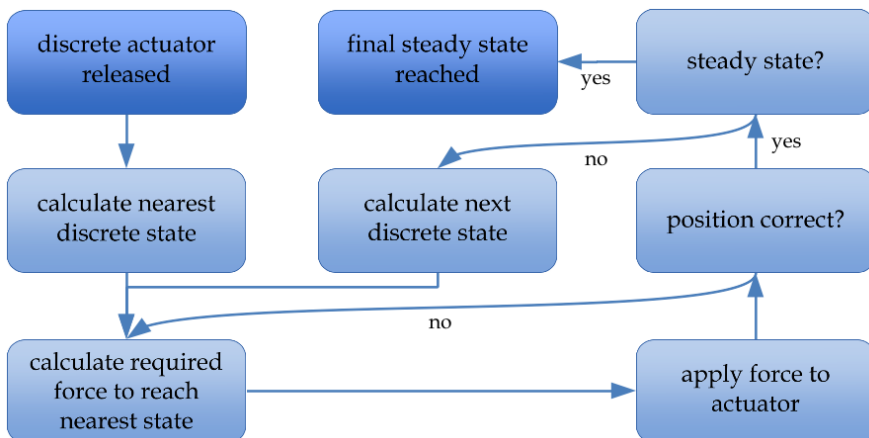 discrete actuator
released
final steady state
reached
steady state?
yes
no
yes
calculate nearest
discrete state
calculate next
discrete state
position correct?
no
calculate required
force to reach
nearest state
apply force to
actuator